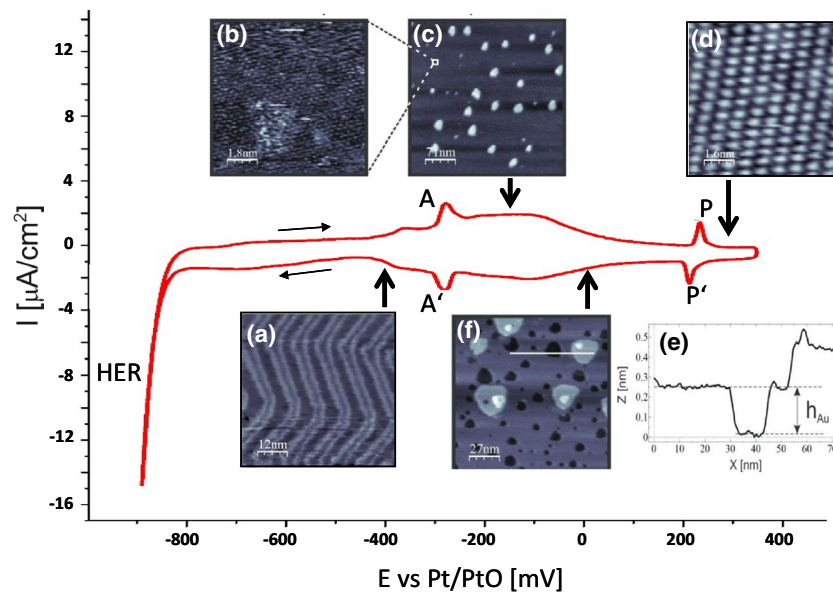 (b)
1.8nm
(c)
71nm
(d)
1.6nm
12
8
4
0
-4
-8
-12
-16
I [µA/cm²]
A
P
A‘
P‘
HER
(a)
12nm
(f)
27nm
(e)
0.5
0.4
0.3
0.2
0.1
0
Z [nm]
h Au
0 10 20 30 40 50 60 70
X [nm]
-800 -600 -400 -200 0 200 400
E vs Pt/PtO [mV]